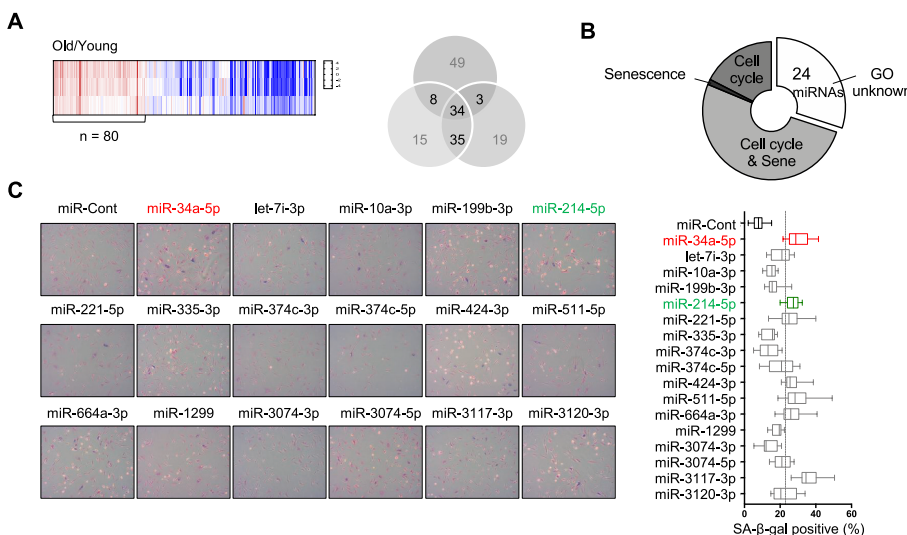 A
Old/Young
n = 80
49
8
3
34
15
35
19
B
Senescence
Cell
cycle
24
miRNAs
GO
unknown
Cell cycle
& Sene
C
miR-Cont
miR-34a-5p
let-7i-3p
miR-10a-3p
miR-199b-3p
miR-214-5p
miR-221-5p
miR-335-3p
miR-374c-3p
miR-374c-5p
miR-424-3p
miR-511-5p
miR-664a-3p
miR-1299
miR-3074-3p
miR-3074-5p
miR-3117-3p
miR-3120-3p
miR-Cont
miR-34a-5p
let-7i-3p
miR-10a-3p
miR-199b-3p
miR-214-5p
miR-221-5p
miR-335-3p
miR-374c-3p
miR-374c-5p
miR-424-3p
miR-511-5p
miR-664a-3p
miR-1299
miR-3074-3p
miR-3074-5p
miR-3117-3p
miR-3120-3p
0 20 40 60
SA-β-gal positive (%)